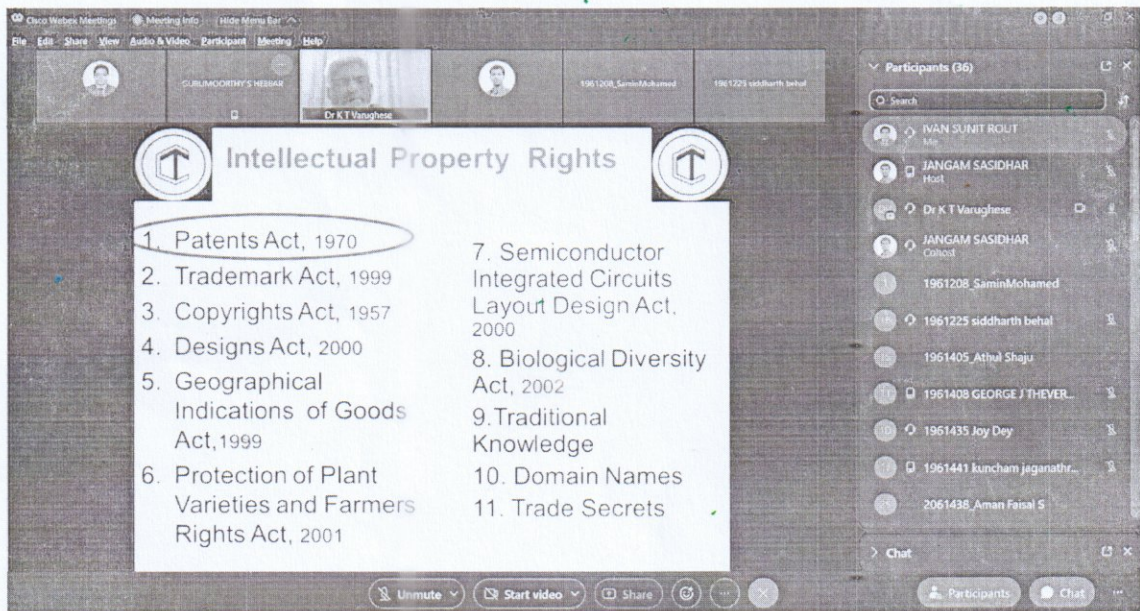 Cisco Webex Meetings Meeting Info Hide Menu Bar
File Edit Share View Audio & Video Participant Meeting Help
GURUMOORTHY S HEBBAR
Dr K T Varughese
1961208_SaminMohamed
1961225 siddharth behal
Intellectual Property Rights
1. Patents Act, 1970
2. Trademark Act, 1999
3. Copyrights Act, 1957
4. Designs Act, 2000
5. Geographical
Indications of Goods
Act,1999
6. Protection of Plant
Varieties and Farmers
Rights Act, 2001
7. Semiconductor
Integrated Circuits
Layout Design Act,
2000
8. Biological Diversity
Act, 2002
9.Traditional
Knowledge
10. Domain Names
11. Trade Secrets
Participants (36)
Search
IVAN SUNIT ROUT
Me
JANGAM SASIDHAR
Host
Dr K T Varughese
JANGAM SASIDHAR
Cohost
1961208_SaminMohamed
1961225 siddharth behal
1961405_Athul Shaju
1961408 GEORGE J THEVER...
1961435 Joy Dey
1961441 kuncham jaganathr...
2061438_Aman Faisal S
Chat
Unmute
Start video
Share
Participants
Chat